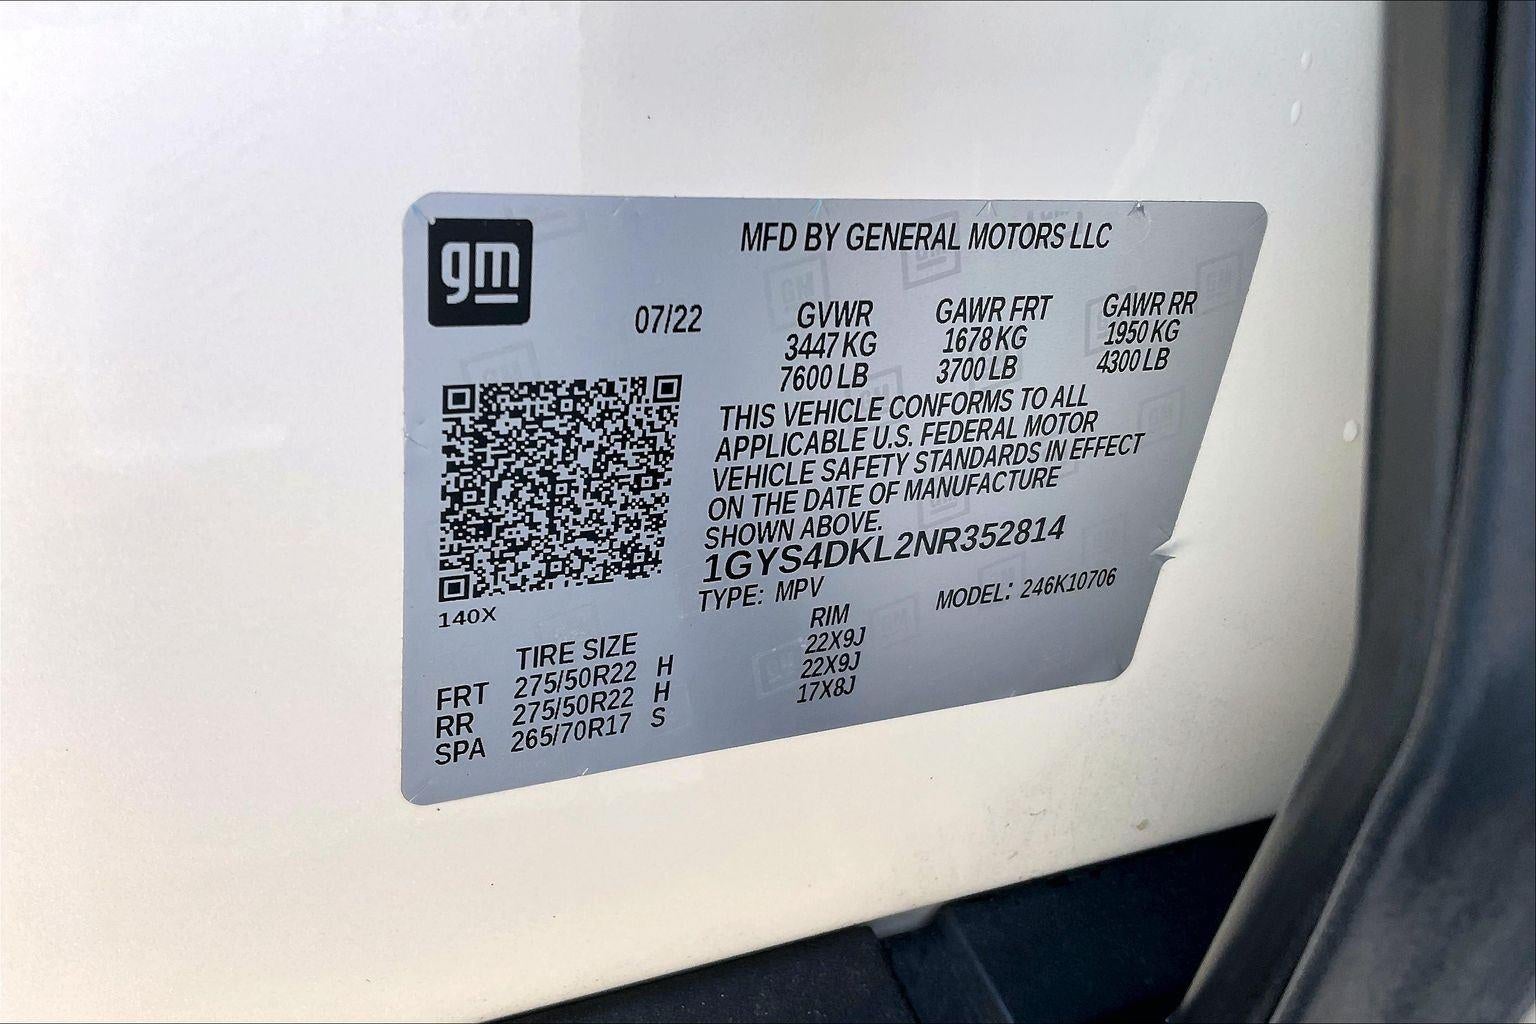 gm
MFD BY GENERAL MOTORS LLC
07/22
GVWR GAWR FRT GAWR RR
3447 KG 1678 KG 1950 KG
7600 LB 3700 LB 4300 LB
THIS VEHICLE CONFORMS TO ALL
APPLICABLE U.S. FEDERAL MOTOR
VEHICLE SAFETY STANDARDS IN EFFECT
ON THE DATE OF MANUFACTURE
SHOWN ABOVE.
1GYS4DKL2NR352814
TYPE: MPV MODEL: 246K10706
140X
TIRE SIZE RIM
FRT 275/50R22 H 22X9J
RR 275/50R22 H 22X9J
SPA 265/70R17 S 17X8J